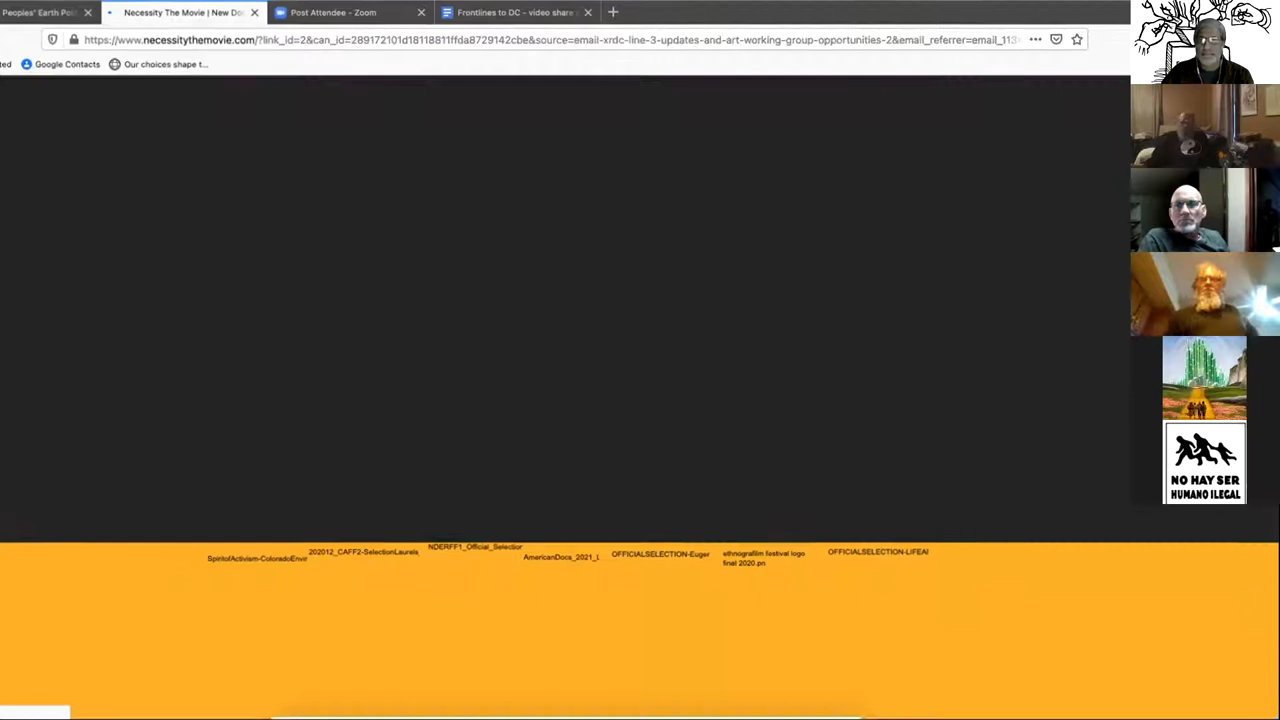 Peoples' Earth Po
Necessity The Movie | New Do
Post Attendee - Zoom
Frontlines to DC - video share
https://www.necessitythemovie.com/?link_id=2&can_id=289172101d18118811ffda8729142cbe&source=email-xrdc-line-3-updates-and-art-working-group-opportunities-2&email_referrer=email_113
ted
Google Contacts
Our choices shape t...
NO HAY SER
HUMANO ILEGAL
SpiritofActivism-ColoradoEnvir
202012_CAFF2-SelectionLaurels
NDERFF1_Official_Selection
AmericanDocs_2021_L
OFFICIALSELECTION-Euger
ethnografilm festival logo
final 2020.pn
OFFICIALSELECTION-LIFEAI